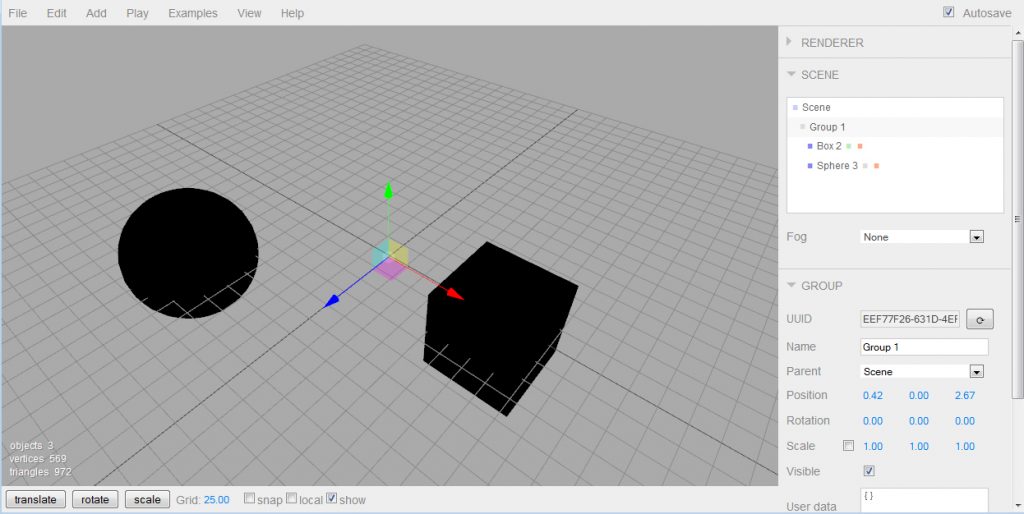 File Edit Add Play Examples View Help Autosave
RENDERER
SCENE
Scene
Group 1
Box 2
Sphere 3
Fog None
GROUP
UUID EEF77F26-631D-4EF
Name Group 1
Parent Scene
Position 0.42 0.00 2.67
Rotation 0.00 0.00 0.00
Scale 1.00 1.00 1.00
Visible
User data {}
objects 3
vertices 569
triangles 972
translate rotate scale Grid: 25.00 snap local show